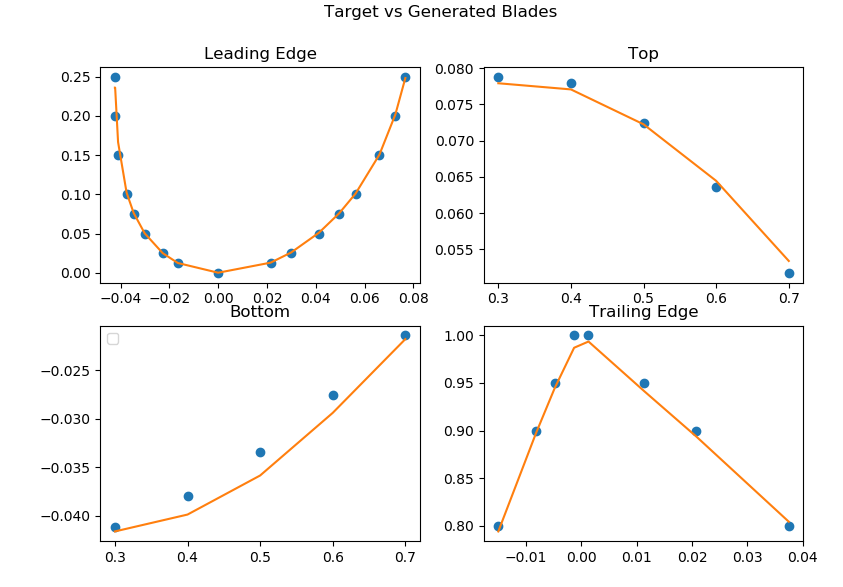 Target vs Generated Blades
Leading Edge
0.25
0.20
0.15
0.10
0.05
0.00
−0.04 −0.02 0.00 0.02 0.04 0.06 0.08
Top
0.080
0.075
0.070
0.065
0.060
0.055
0.3 0.4 0.5 0.6 0.7
Bottom
−0.025
−0.030
−0.035
−0.040
0.3 0.4 0.5 0.6 0.7
Trailing Edge
1.00
0.95
0.90
0.85
0.80
−0.01 0.00 0.01 0.02 0.03 0.04